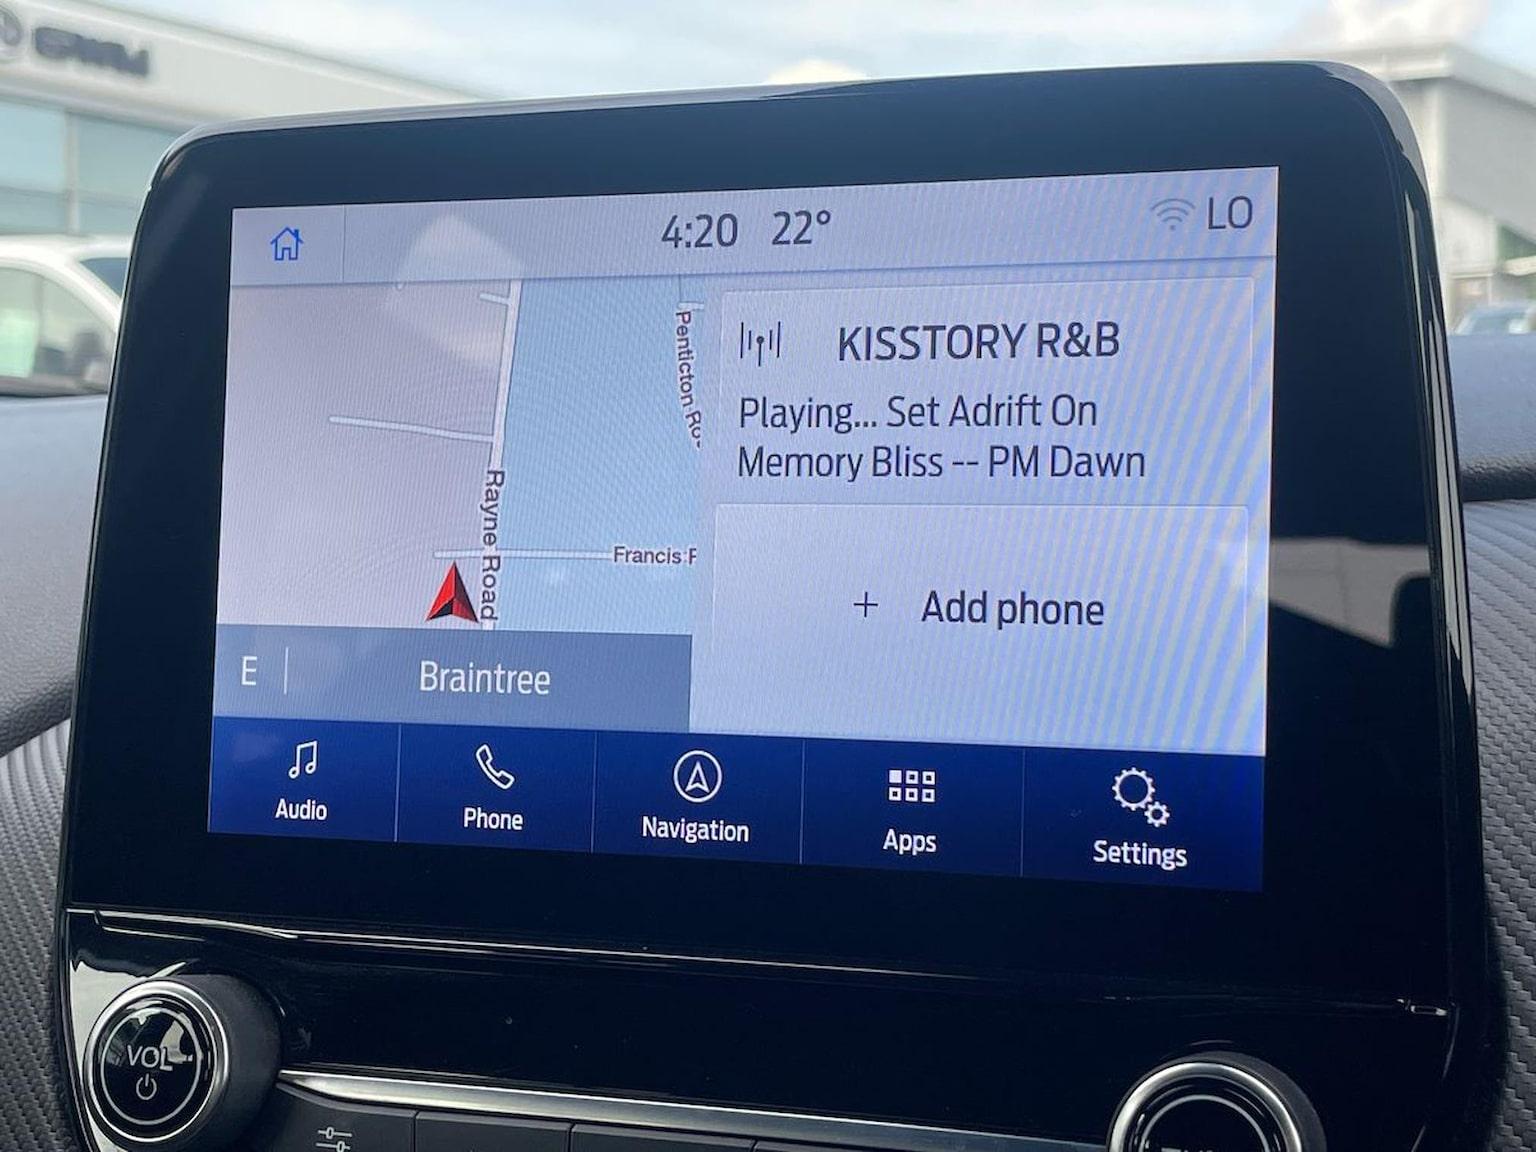 4:20 22° LO
KISSTORY R&B
Playing... Set Adrift On
Memory Bliss -- PM Dawn
Penticton Ro-
Rayne Road
Francis
Add phone
E Braintree
Audio
Phone
Navigation
Apps
Settings
VOL